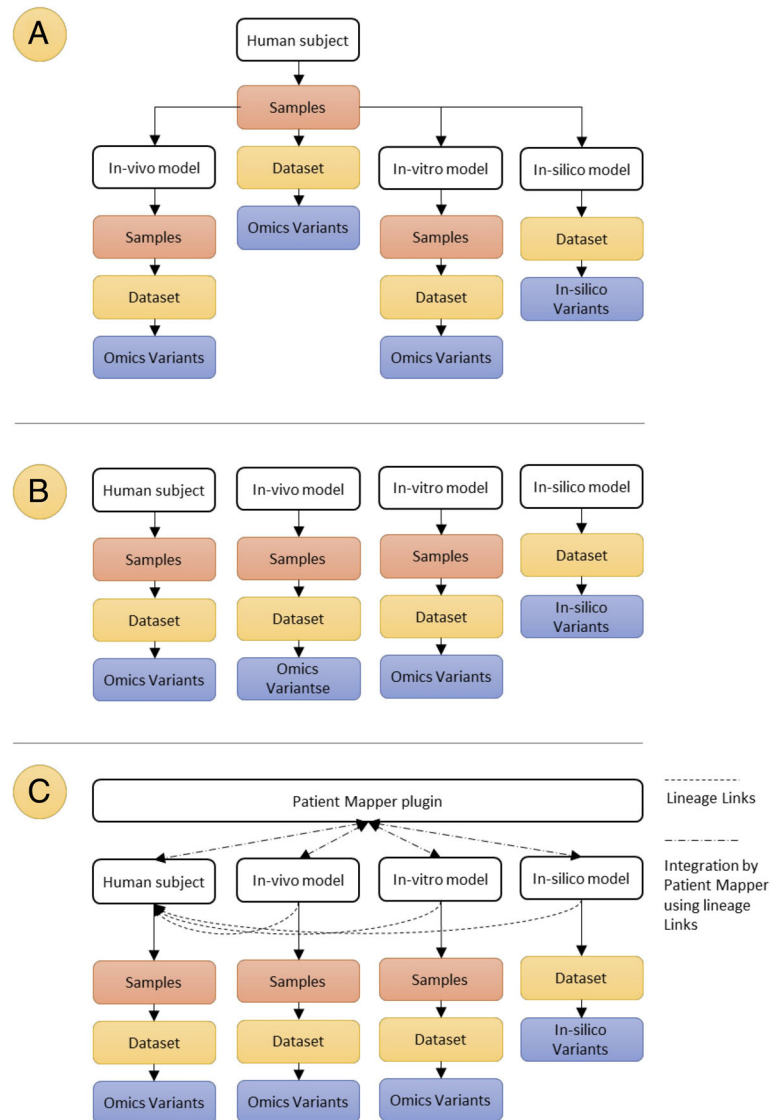 A
Human subject
Samples
In-vivo model
Dataset
In-vitro model
In-silico model
Samples
Omics Variants
Samples
Dataset
Dataset
Dataset
In-silico
Variants
Omics Variants
Omics Variants
B
Human subject
In-vivo model
In-vitro model
In-silico model
Samples
Samples
Samples
Dataset
Dataset
Dataset
Dataset
In-silico
Variants
Omics Variants
Omics
Variantse
Omics Variants
C
Patient Mapper plugin
Lineage Links
Integration by
Patient Mapper
using lineage
Links
Human subject
In-vivo model
In-vitro model
In-silico model
Samples
Samples
Samples
Dataset
Dataset
Dataset
Dataset
In-silico
Variants
Omics Variants
Omics Variants
Omics Variants